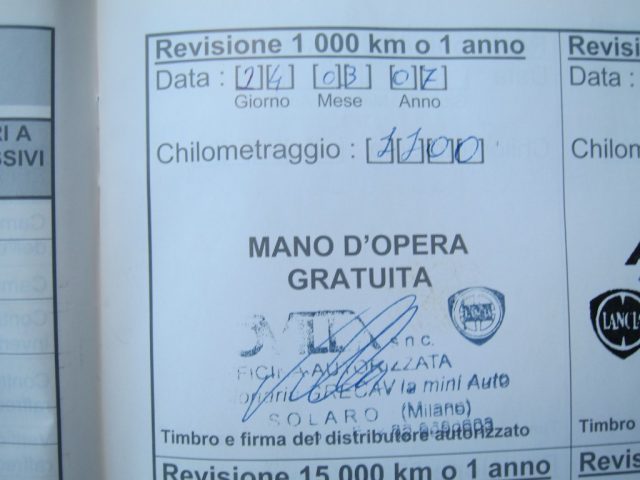 Revisione 1 000 km o 1 anno
Data : 24 03 07
Giorno Mese Anno
Chilometraggio : 1100
MANO D'OPERA
GRATUITA
s.n.c.
AUTORIZZATA
GRECAV la mini Auto
SOLARO (Milano)
Timbro e firma del distributore autorizzato
Revisione 15 000 km o 1 anno
RI A
SSIVI
Revisi
Data :
Chilom
LANCIA
Timbro
Revis